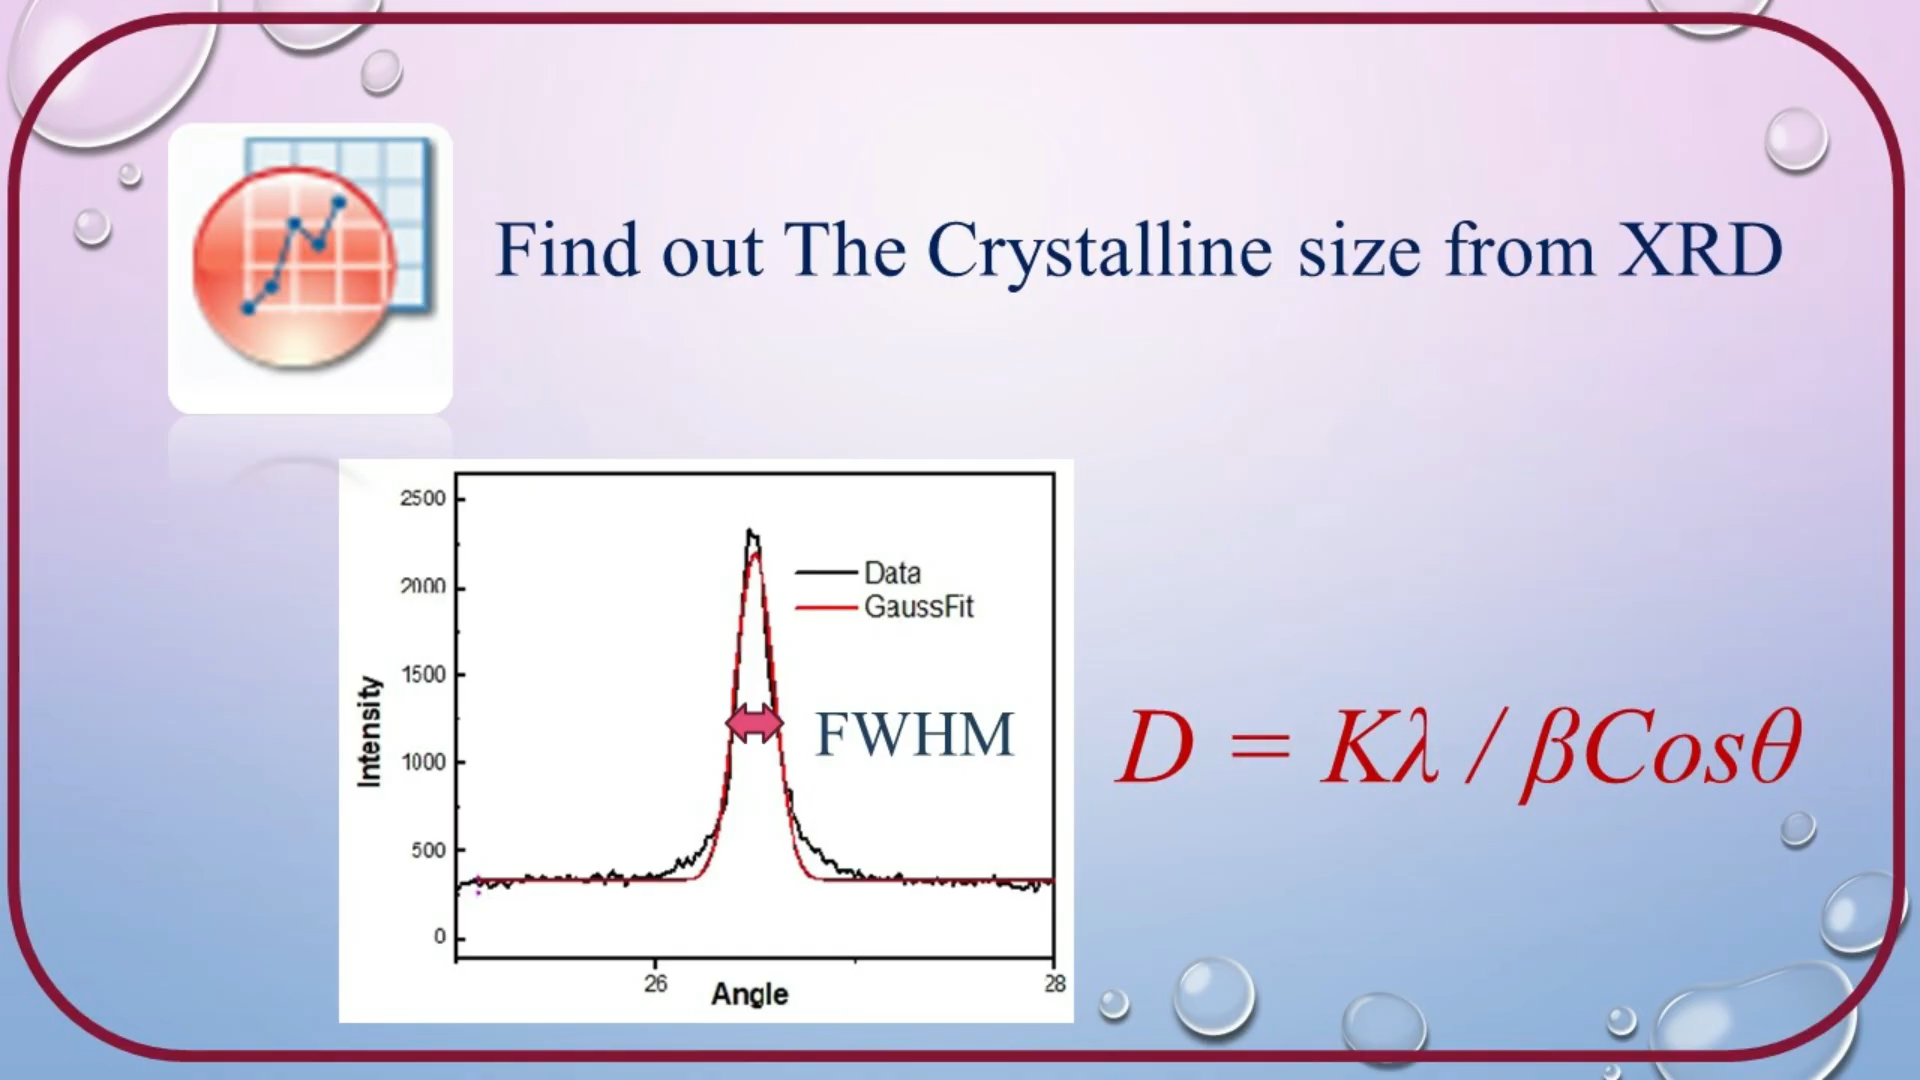 Find out The Crystalline size from XRD
2500
2000
1500
1000
500
0
Intensity
Data
GaussFit
FWHM
26
28
Angle
D = Kλ / βCosθ